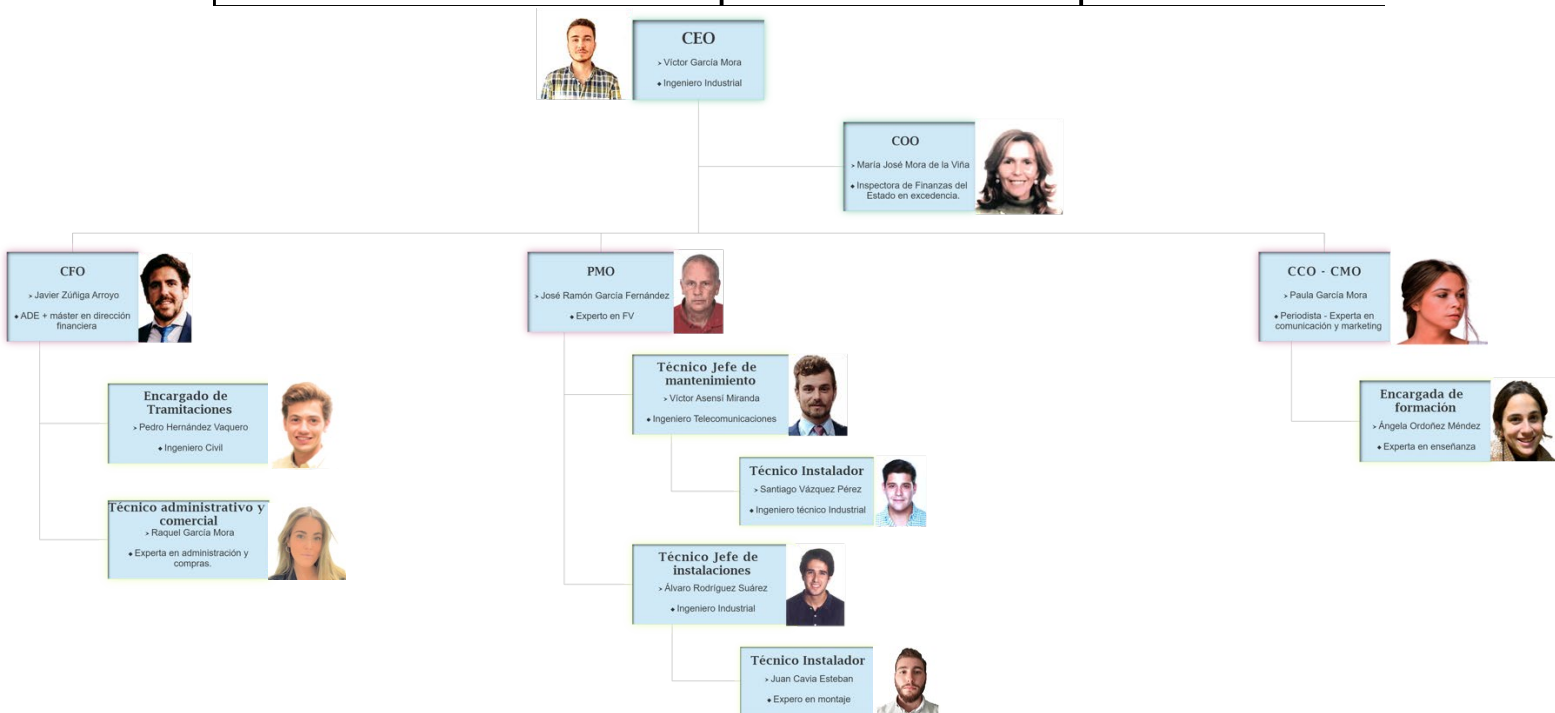 CEO
➤ Víctor García Mora
◆ Ingeniero Industrial
COO
➤ María José Mora de la Viña
◆ Inspectora de Finanzas del
Estado en excedencia.
CFO
➤ Javier Zúñiga Arroyo
◆ ADE + máster en dirección
financiera
PMO
➤ José Ramón García Fernández
◆ Experto en FV
CCO - CMO
➤ Paula García Mora
◆ Periodista - Experta en
comunicación y marketing
Encargado de
Tramitaciones
➤ Pedro Hernández Vaquero
◆ Ingeniero Civil
Técnico administrativo y
comercial
➤ Raquel García Mora
◆ Experta en administración y
compras.
Técnico Jefe de
mantenimiento
➤ Víctor Asensi Miranda
◆ Ingeniero Telecomunicaciones
Técnico Instalador
➤ Santiago Vázquez Pérez
◆ Ingeniero técnico Industrial
Técnico Jefe de
instalaciones
➤ Álvaro Rodríguez Suárez
◆ Ingeniero Industrial
Técnico Instalador
➤ Juan Cavia Esteban
◆ Expero en montaje
Encargada de
formación
➤ Ángela Ordoñez Méndez
◆ Experta en enseñanza